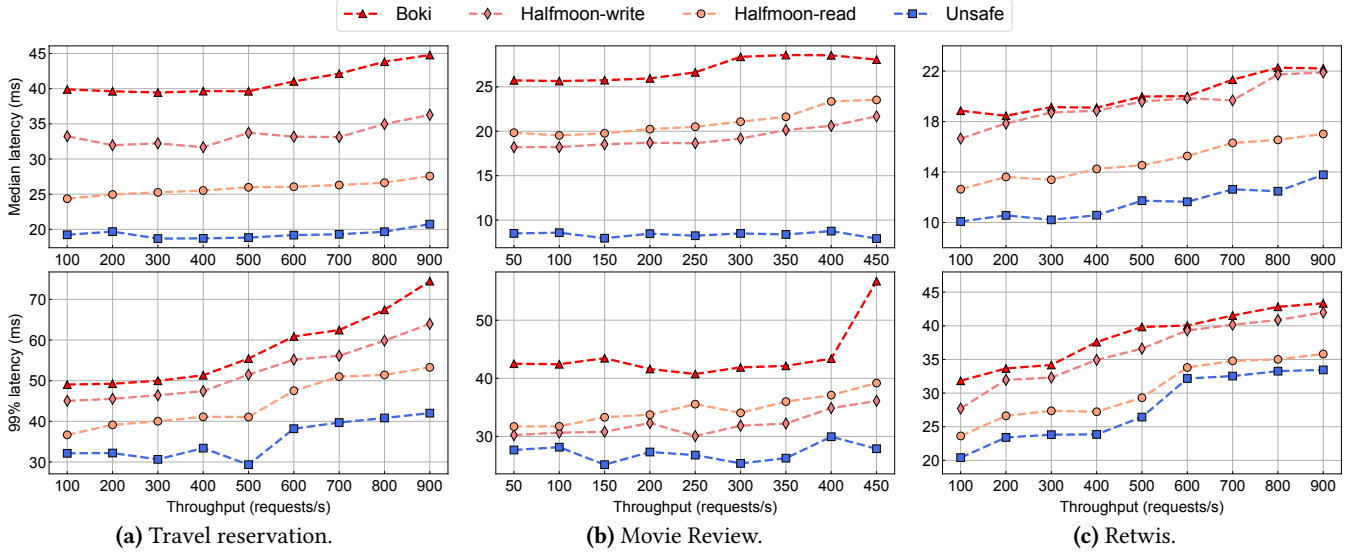 Boki Halfmoon-write Halfmoon-read Unsafe
Median latency (ms)
45
40
35
30
25
20
100 200 300 400 500 600 700 800 900
25
20
15
10
50 100 150 200 250 300 350 400 450
22
18
14
10
100 200 300 400 500 600 700 800 900
99% latency (ms)
70
60
50
40
30
100 200 300 400 500 600 700 800 900
Throughput (requests/s)
50
40
30
50 100 150 200 250 300 350 400 450
Throughput (requests/s)
45
40
35
30
25
20
100 200 300 400 500 600 700 800 900
Throughput (requests/s)
(a) Travel reservation.
(b) Movie Review.
(c) Retwis.